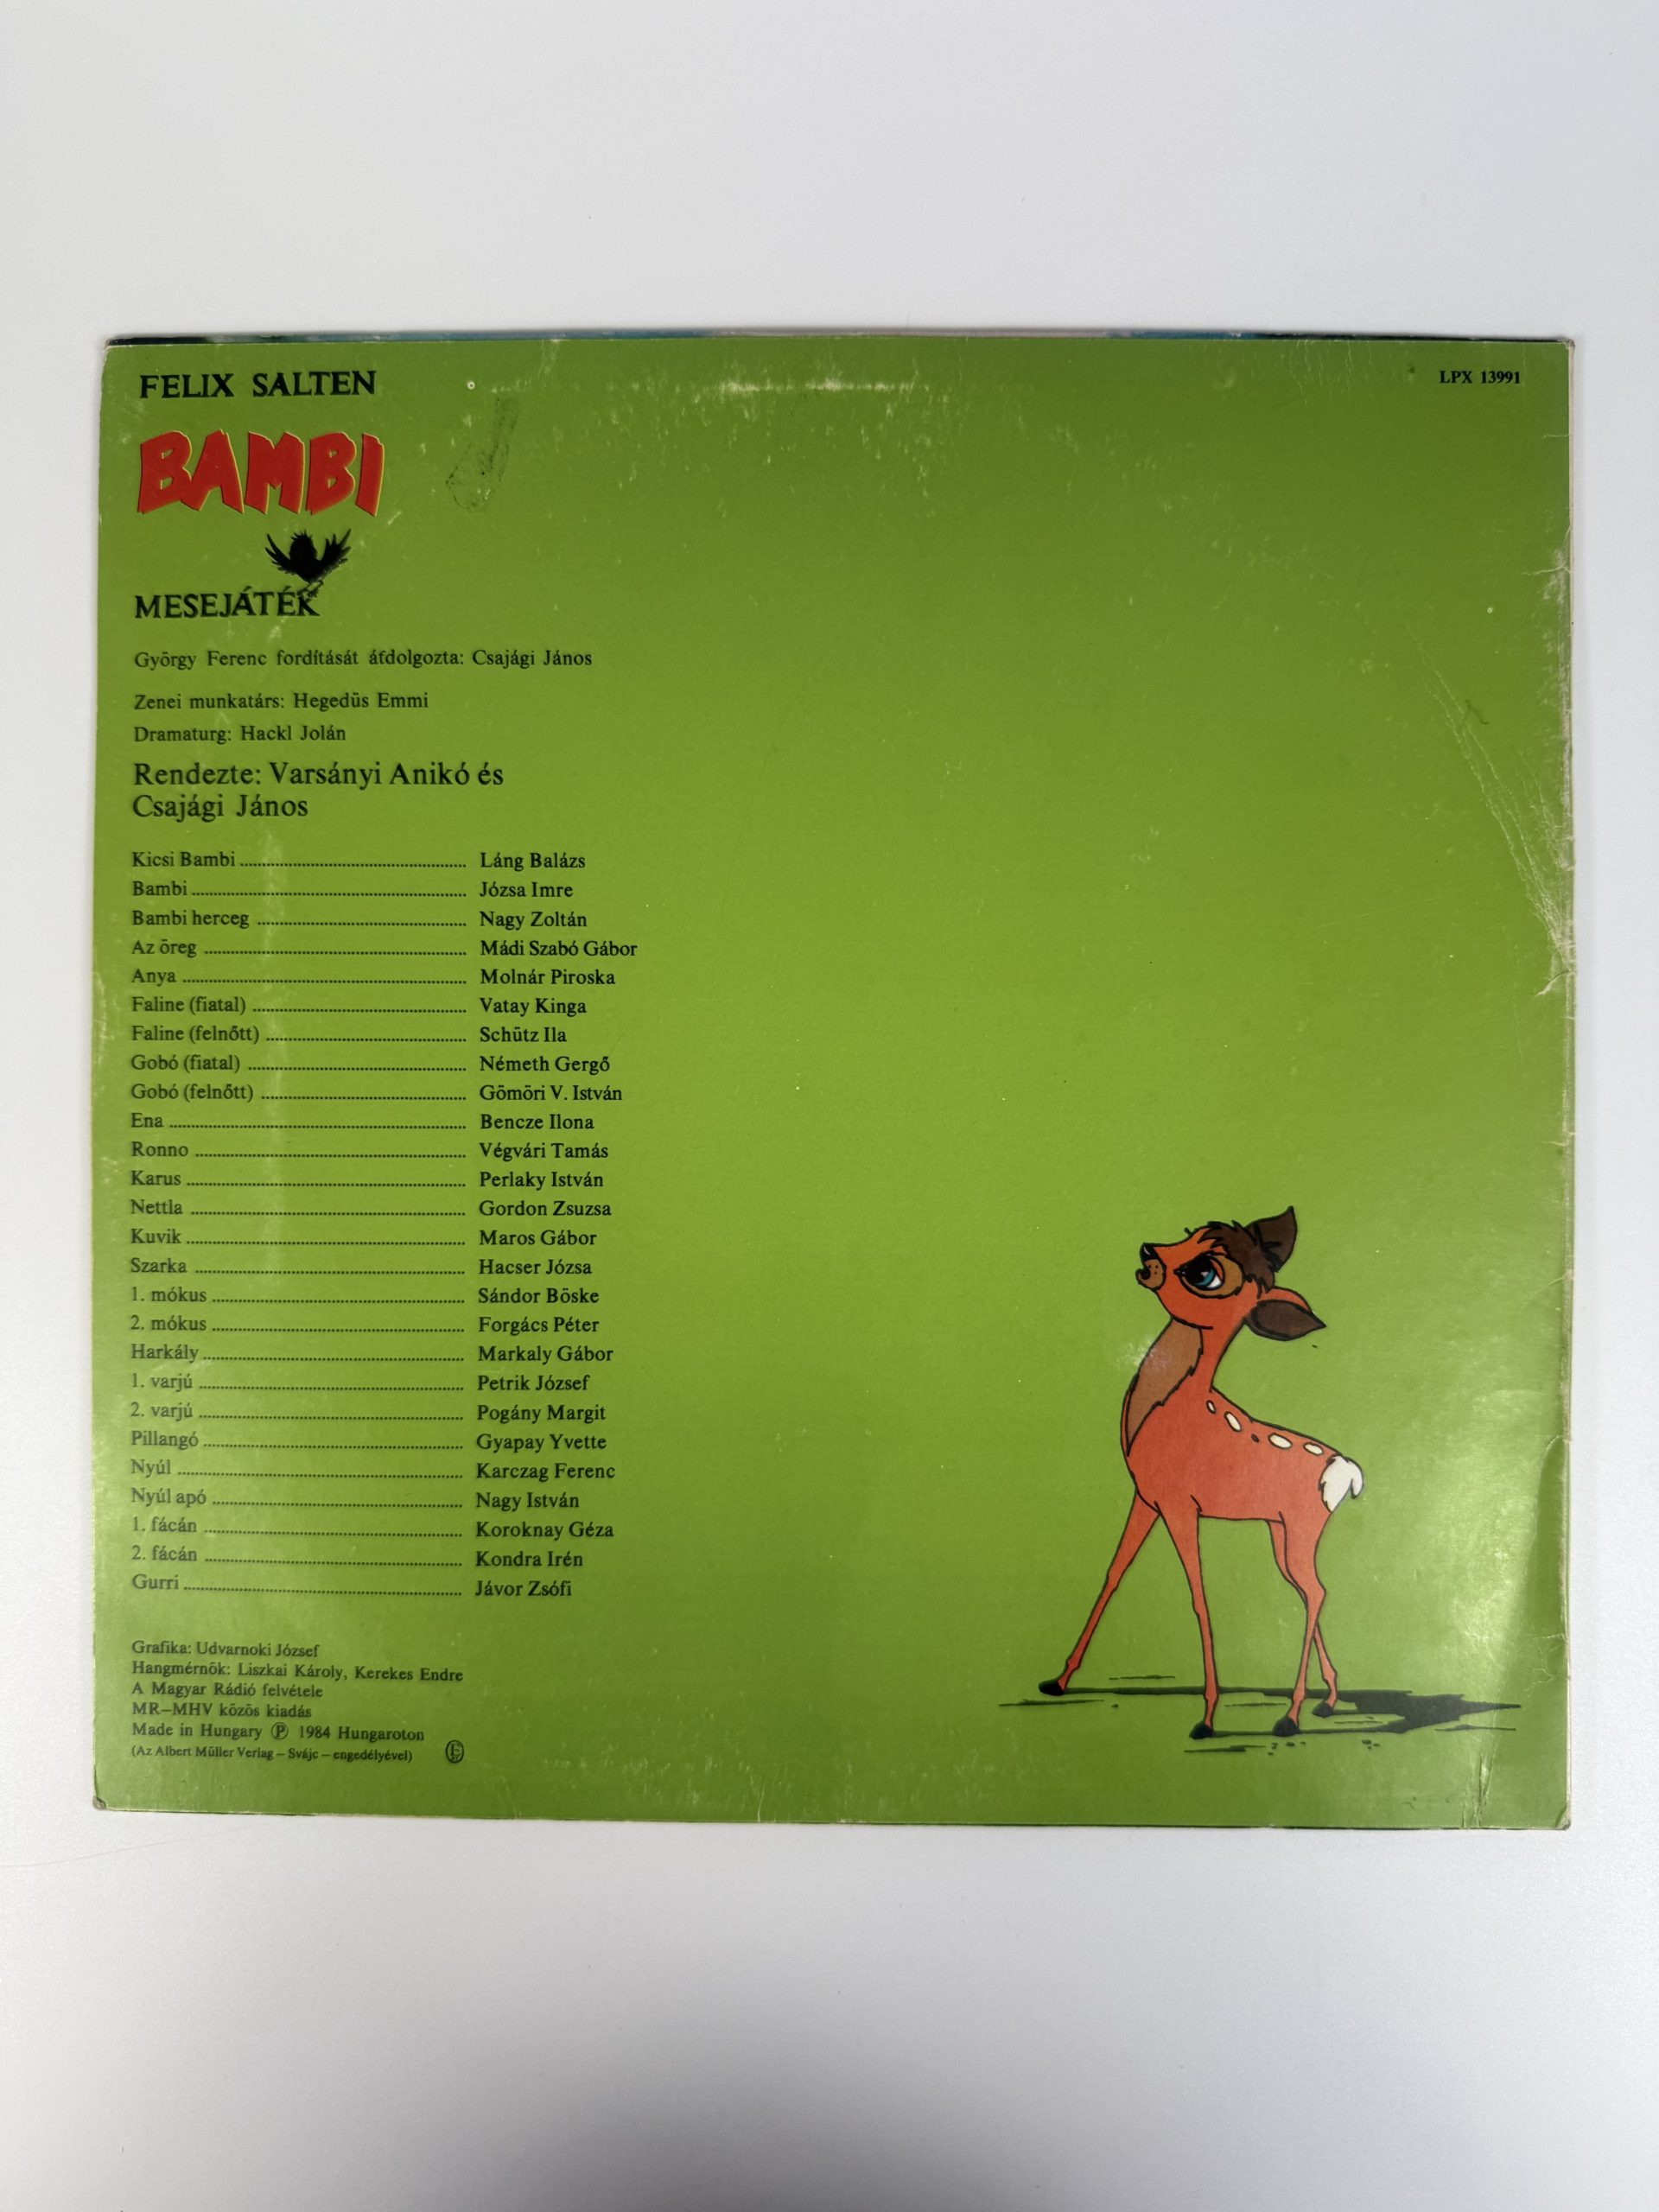 FELIX SALTEN
LPX 13991
BAMBI
MESEJÁTÉK
György Ferenc fordítását átdolgozta: Csajági János
Zenei munkatárs: Hegedüs Emmi
Dramaturg: Hackl Jolán
Rendezte: Varsányi Anikó és
Csajági János
Kicsi Bambi ........ Láng Balázs
Bambi ........ Józsa Imre
Bambi herceg ........ Nagy Zoltán
Az öreg ........ Mádi Szabó Gábor
Anya ........ Molnár Piroska
Faline (fiatal) ........ Vatay Kinga
Faline (felnőtt) ........ Schütz Ila
Gobó (fiatal) ........ Németh Gergő
Gobó (felnőtt) ........ Gömöri V. István
Ena ........ Bencze Ilona
Ronno ........ Végvári Tamás
Karus ........ Perlaky István
Nettla ........ Gordon Zsuzsa
Kuvik ........ Maros Gábor
Szarka ........ Hacser Józsa
1. mókus ........ Sándor Böske
2. mókus ........ Forgács Péter
Harkály ........ Markaly Gábor
1. varjú ........ Petrik József
2. varjú ........ Pogány Margit
Pillangó ........ Gyapay Yvette
Nyúl ........ Karczag Ferenc
Nyúl apó ........ Nagy István
1. fácán ........ Koroknay Géza
2. fácán ........ Kondra Irén
Gurri ........ Jávor Zsófi
Grafika: Udvarnoki József
Hangmérnök: Liszkai Károly, Kerekes Endre
A Magyar Rádió felvétele
MR–MHV közös kiadás
Made in Hungary ℗ 1984 Hungaroton
(Az Albert Müller Verlag – Svájc – engedélyével)